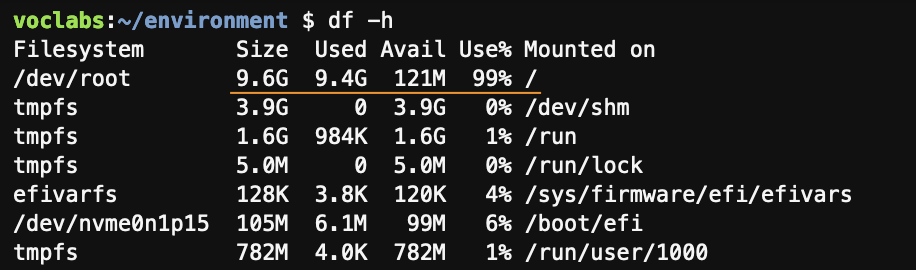 voclabs:~/environment $ df -h
Filesystem       Size  Used Avail Use% Mounted on
/dev/root        9.6G  9.4G  121M  99% /
tmpfs            3.9G     0  3.9G   0% /dev/shm
tmpfs            1.6G  984K  1.6G   1% /run
tmpfs            5.0M     0  5.0M   0% /run/lock
efivarfs         128K  3.8K  120K   4% /sys/firmware/efi/efivars
/dev/nvme0n1p15  105M  6.1M   99M   6% /boot/efi
tmpfs            782M  4.0K  782M   1% /run/user/1000